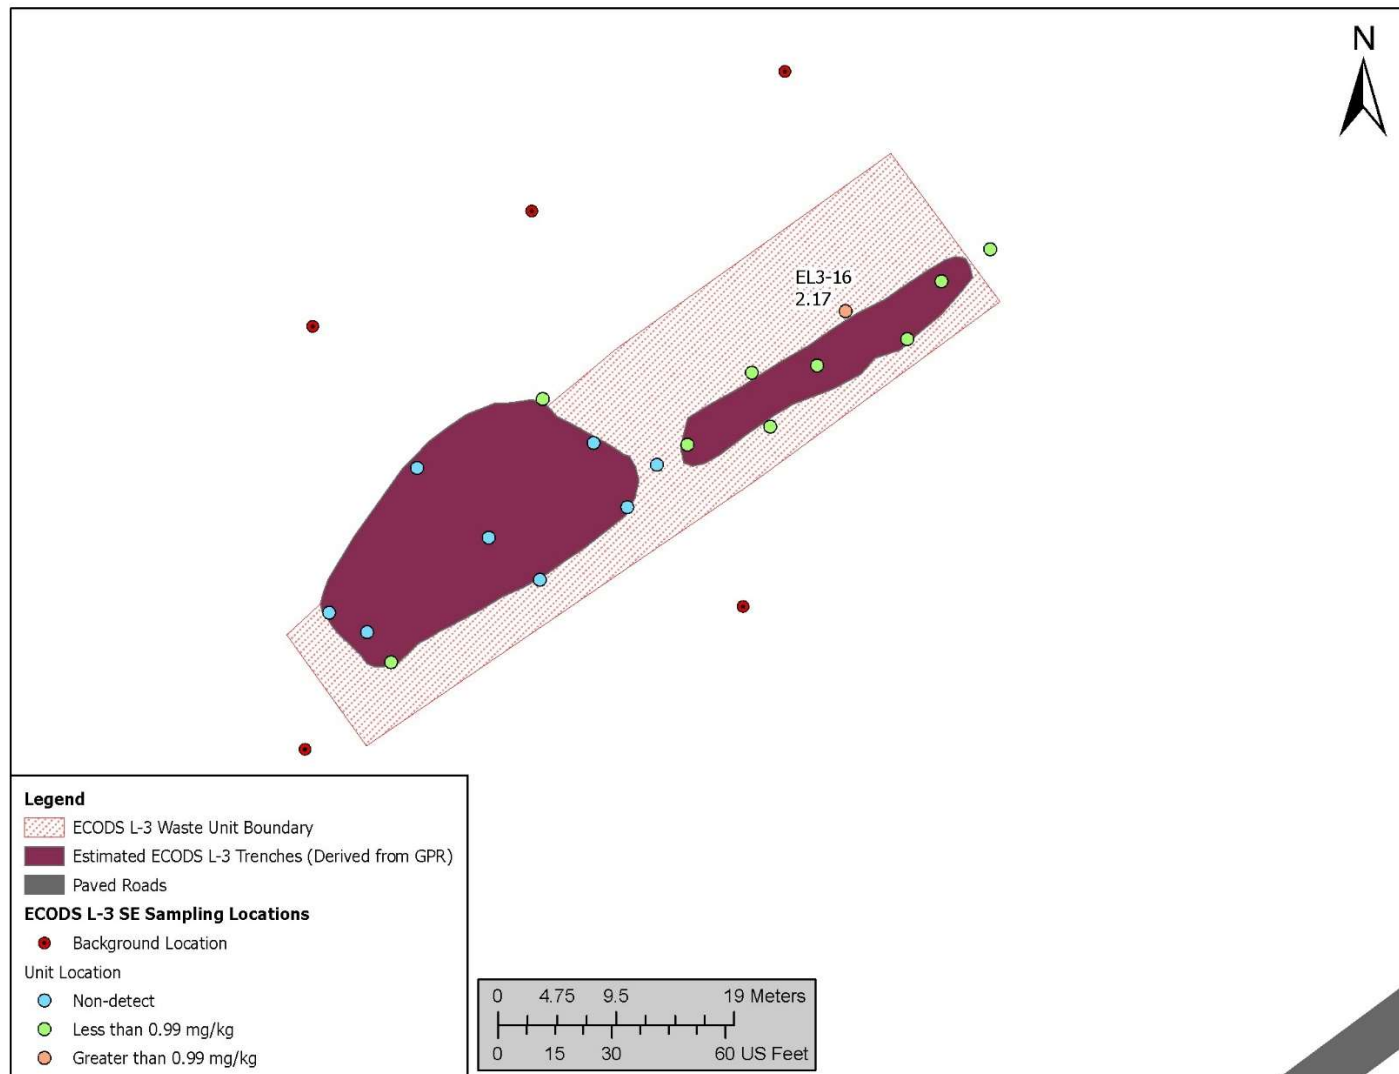 N
EL3-16
2.17
Legend
ECODS L-3 Waste Unit Boundary
Estimated ECODS L-3 Trenches (Derived from GPR)
Paved Roads
ECODS L-3 SE Sampling Locations
Background Location
Unit Location
Non-detect
Less than 0.99 mg/kg
Greater than 0.99 mg/kg
0 4.75 9.5 19 Meters
0 15 30 60 US Feet